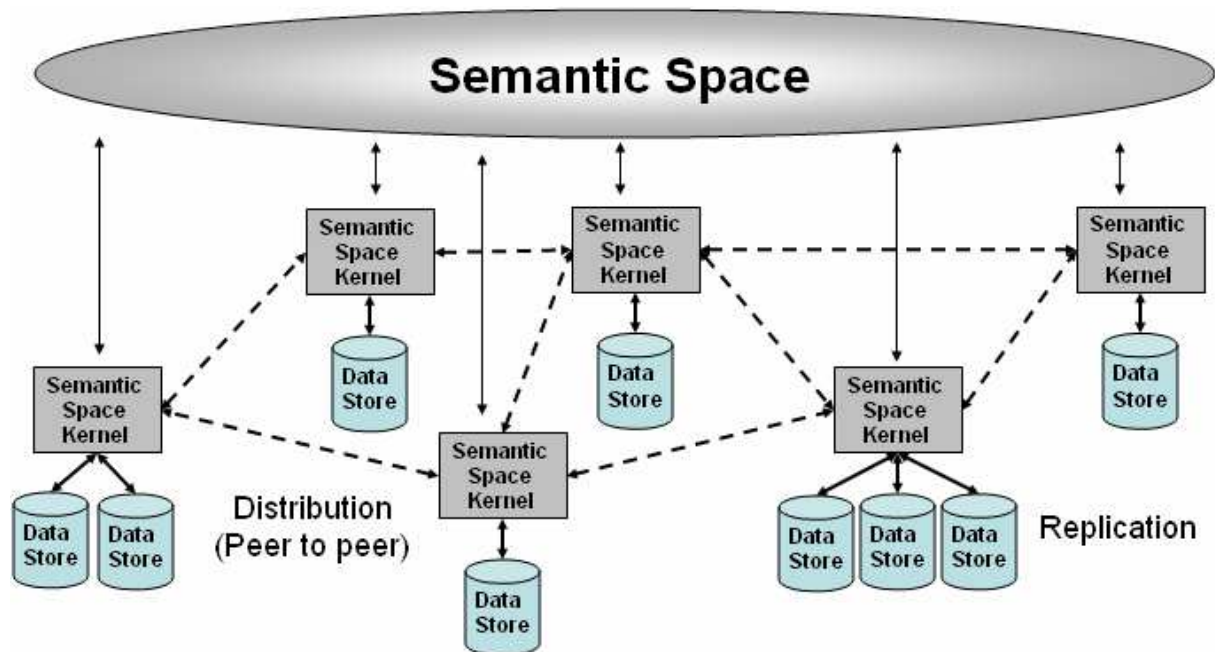 Semantic Space
Semantic
Space
Kernel
Semantic
Space
Kernel
Semantic
Space
Kernel
Data
Store
Data
Store
Data
Store
Semantic
Space
Kernel
Semantic
Space
Kernel
Semantic
Space
Kernel
Data
Store
Data
Store
Distribution
(Peer to peer)
Data
Store
Data
Store
Data
Store
Data
Store
Replication